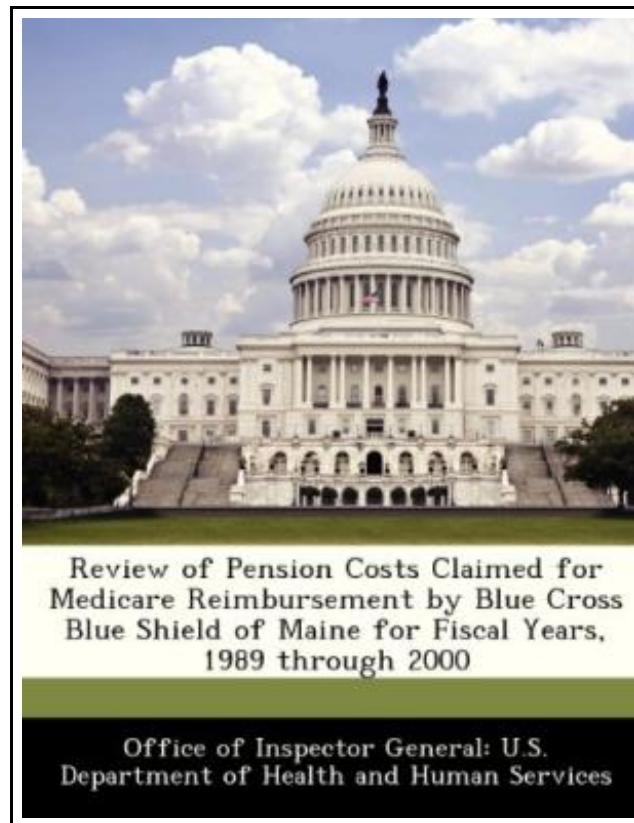 Review of Pension Costs Claimed for
Medicare Reimbursement by Blue Cross
Blue Shield of Maine for Fiscal Years,
1989 through 2000
Office of Inspector General: U.S.
Department of Health and Human Services